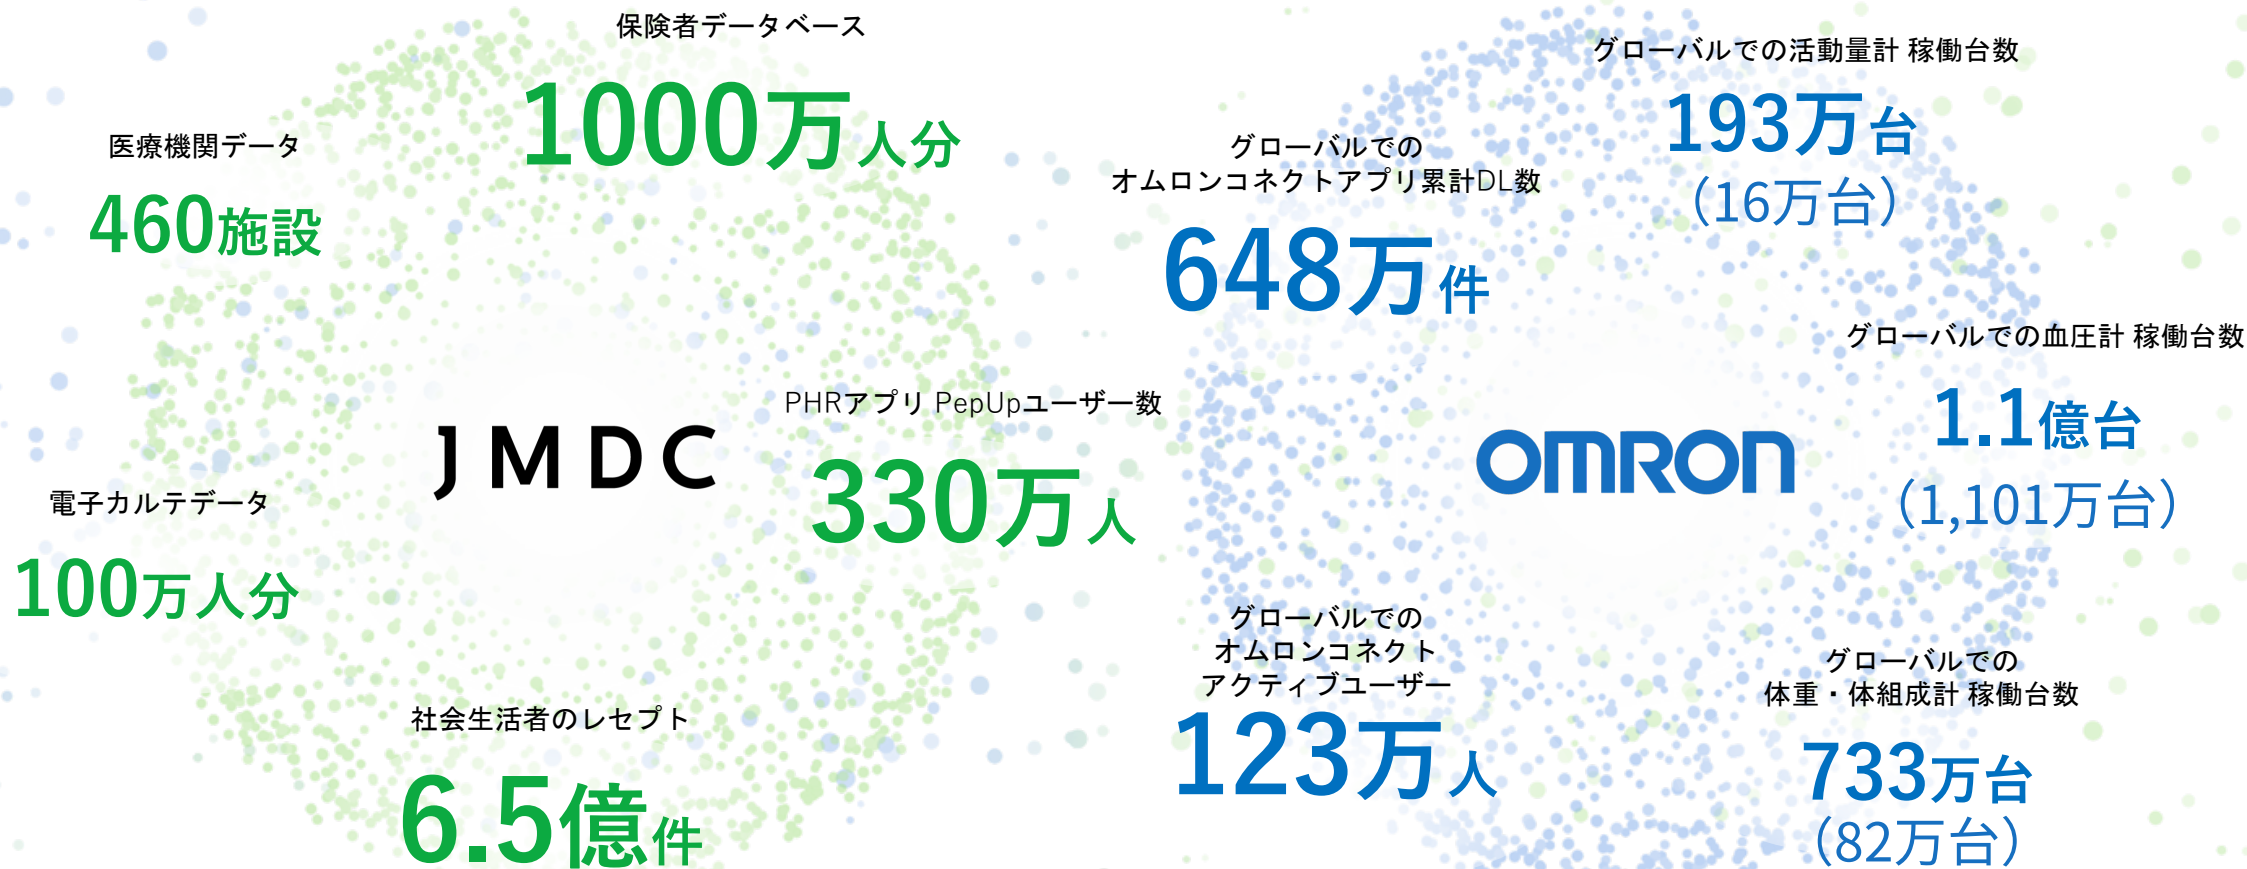 保険者データベース
1000万人分
医療機関データ
460施設
PHRアプリ PepUpユーザー数
330万人
JMDC
電子カルテデータ
100万人分
社会生活者のレセプト
6.5億件
グローバルでの活動量計 稼働台数
193万台
（16万台）
グローバルでの
オムロンコネクトアプリ累計DL数
648万件
グローバルでの血圧計 稼働台数
1.1億台
（1,101万台）
OMRON
グローバルでの
オムロンコネクト
アクティブユーザー
123万人
グローバルでの
体重・体組成計 稼働台数
733万台
（82万台）